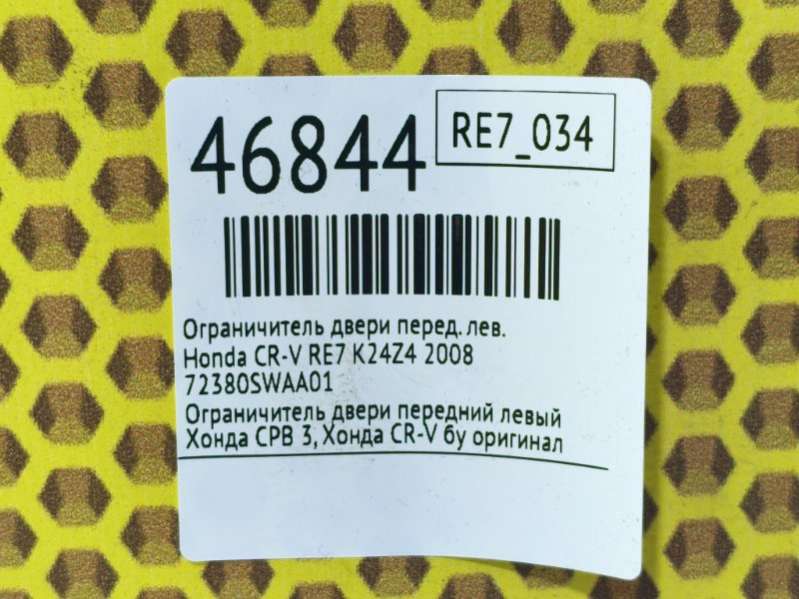 46844
RE7_034
Ограничитель двери перед. лев.
Honda CR-V RE7 K24Z4 2008
72380SWAA01
Ограничитель двери передний левый
Хонда СРВ 3, Хонда CR-V бу оригинал